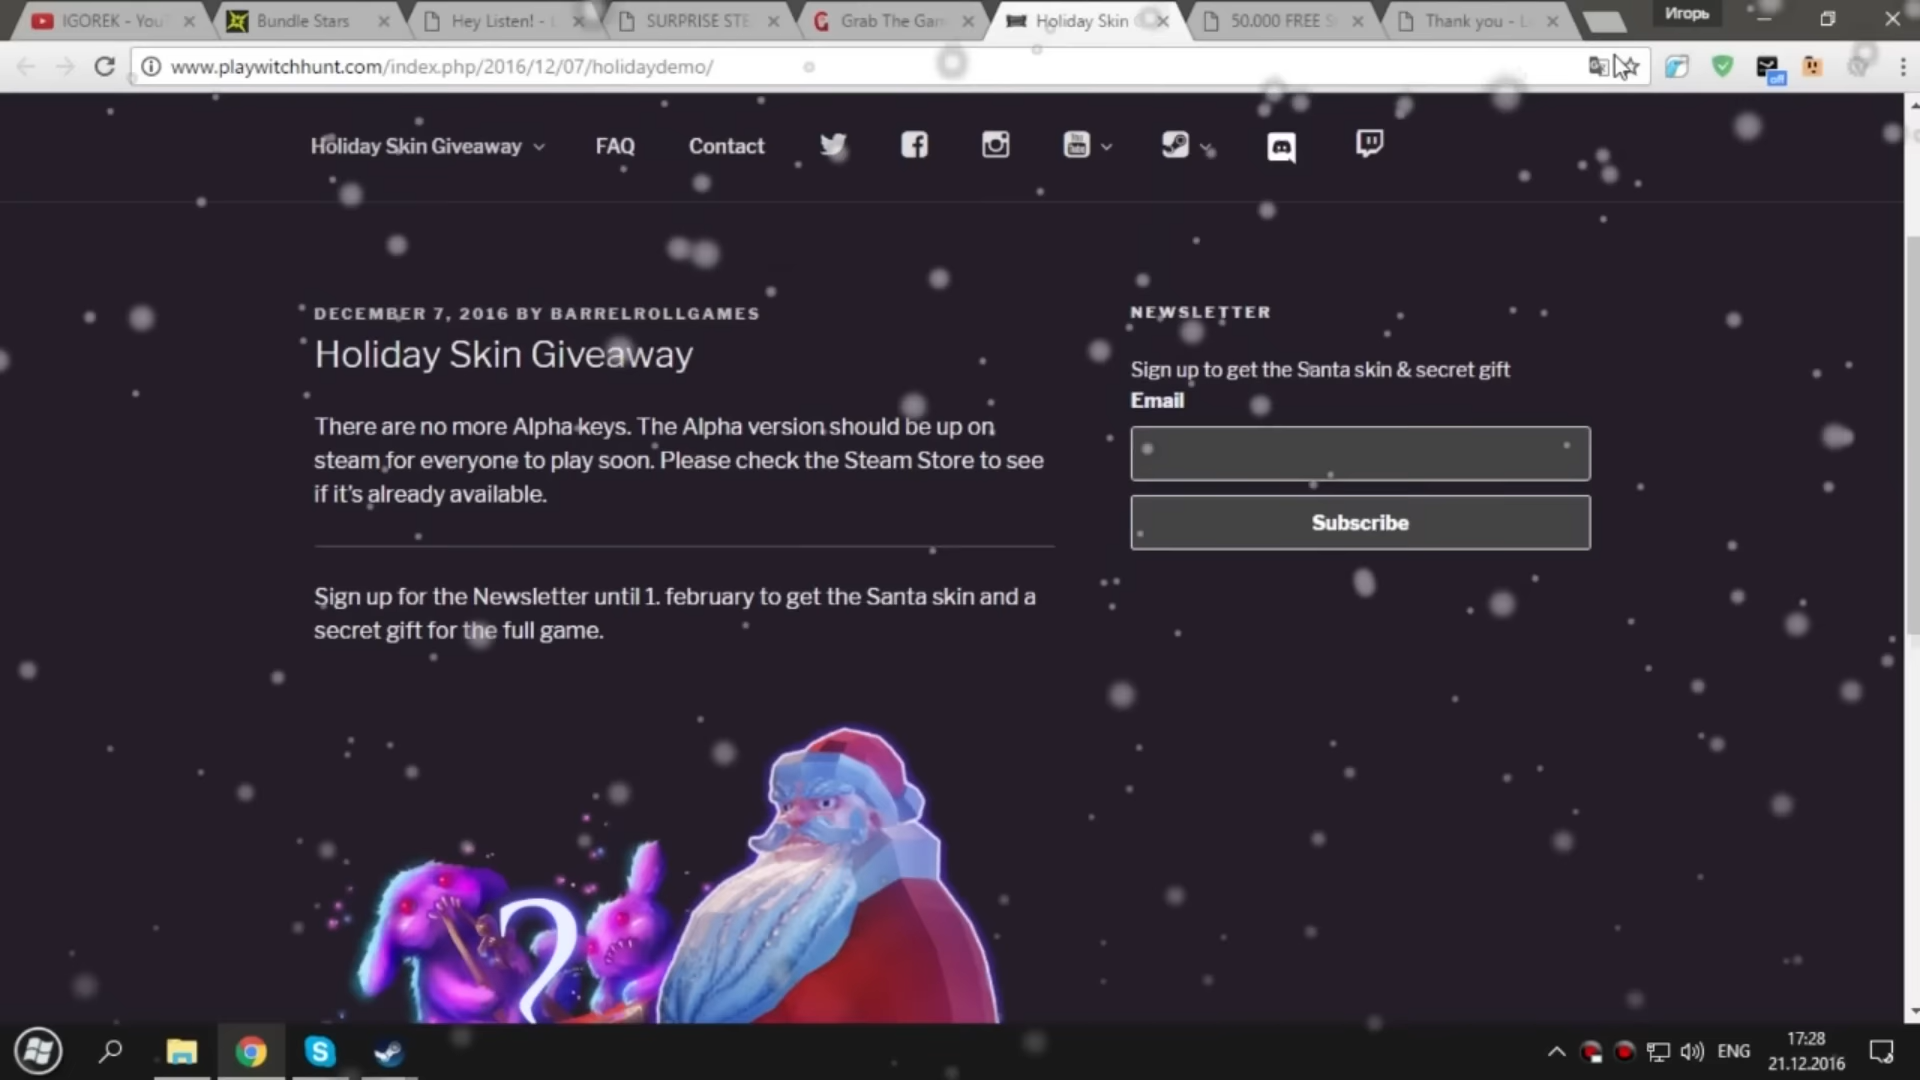 IGOREK - You
Bundle Stars
Hey Listen! -
SURPRISE STE
Grab The Gam
Holiday Skin
50.000 FREE S
Thank you -
Игорь
www.playwitchhunt.com/index.php/2016/12/07/holidaydemo/
off
Holiday Skin Giveaway
FAQ
Contact
DECEMBER 7, 2016 BY BARRELROLLGAMES
Holiday Skin Giveaway
There are no more Alpha keys. The Alpha version should be up on
steam for everyone to play soon. Please check the Steam Store to see
if it's already available.
Sign up for the Newsletter until 1. february to get the Santa skin and a
secret gift for the full game.
NEWSLETTER
Sign up to get the Santa skin & secret gift
Email
Subscribe
?
ENG
17:28
21.12.2016